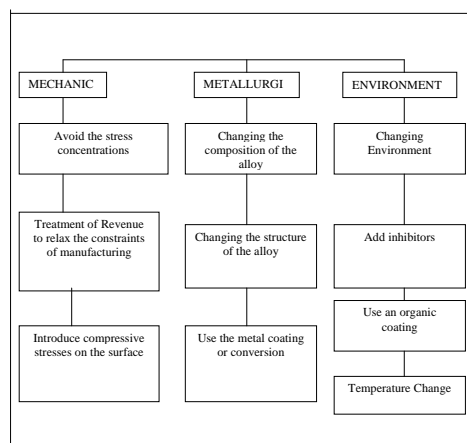 MECHANIC
METALLURGI
ENVIRONMENT
Avoid the stress
concentrations
Changing the
composition of the
alloy
Changing
Environment
Treatment of Revenue
to relax the constraints
of manufacturing
Changing the structure
of the alloy
Add inhibitors
Introduce compressive
stresses on the surface
Use the metal coating
or conversion
Use an organic
coating
Temperature Change